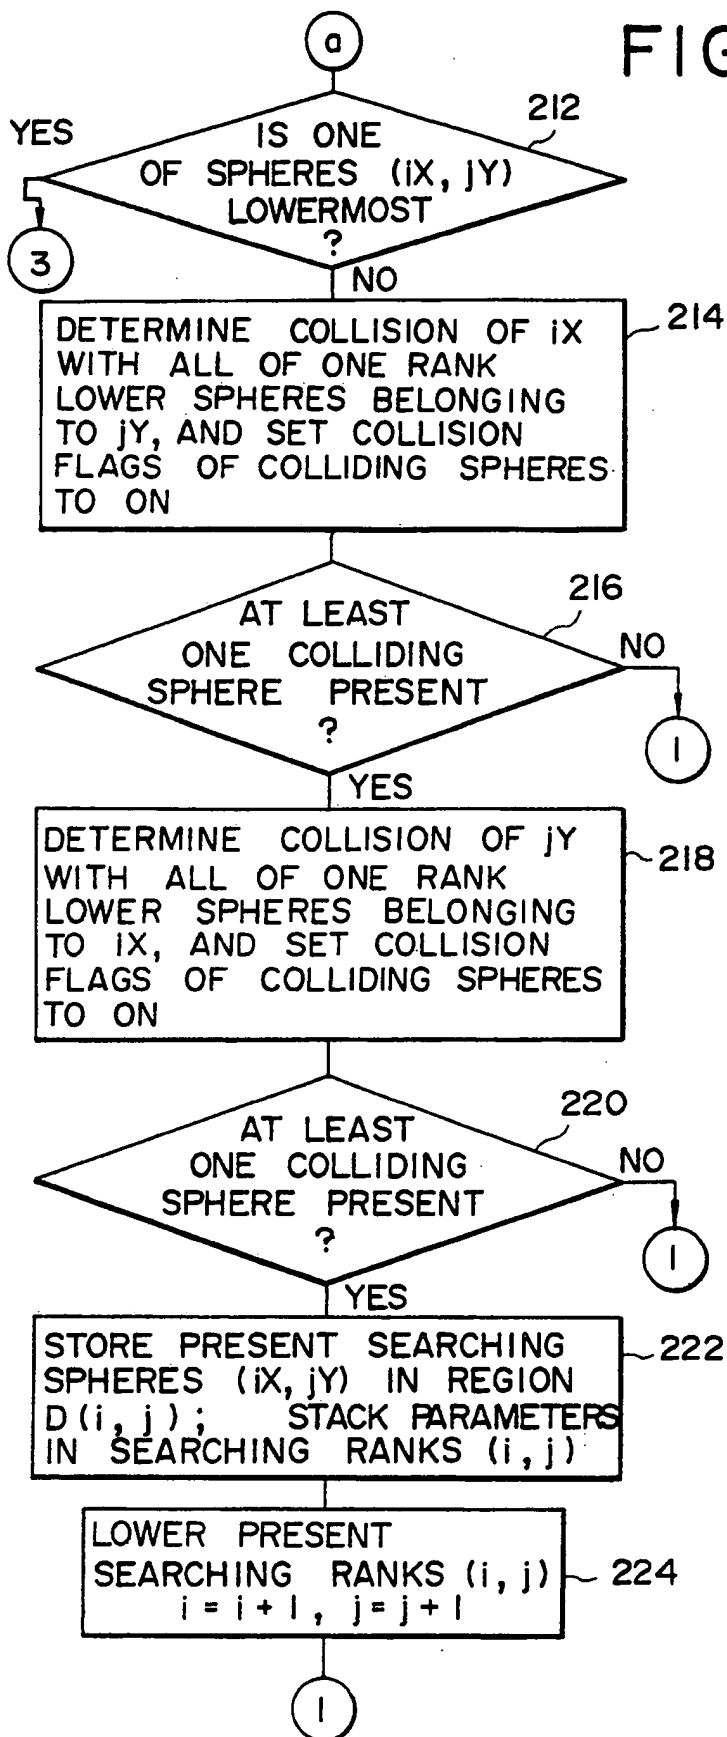 a
FIG
212
YES
IS ONE
OF SPHERES (iX, jY)
LOWERMOST
?
3
NO
214
DETERMINE COLLISION OF iX
WITH ALL OF ONE RANK
LOWER SPHERES BELONGING
TO jY, AND SET COLLISION
FLAGS OF COLLIDING SPHERES
TO ON
216
AT LEAST
ONE COLLIDING
SPHERE PRESENT
?
NO
1
YES
218
DETERMINE COLLISION OF jY
WITH ALL OF ONE RANK
LOWER SPHERES BELONGING
TO iX, AND SET COLLISION
FLAGS OF COLLIDING SPHERES
TO ON
220
AT LEAST
ONE COLLIDING
SPHERE PRESENT
?
NO
1
YES
222
STORE PRESENT SEARCHING
SPHERES (iX, jY) IN REGION
D(i, j); STACK PARAMETERS
IN SEARCHING RANKS (i, j)
LOWER PRESENT
SEARCHING RANKS (i, j)
i = i + 1, j = j + 1
224
1